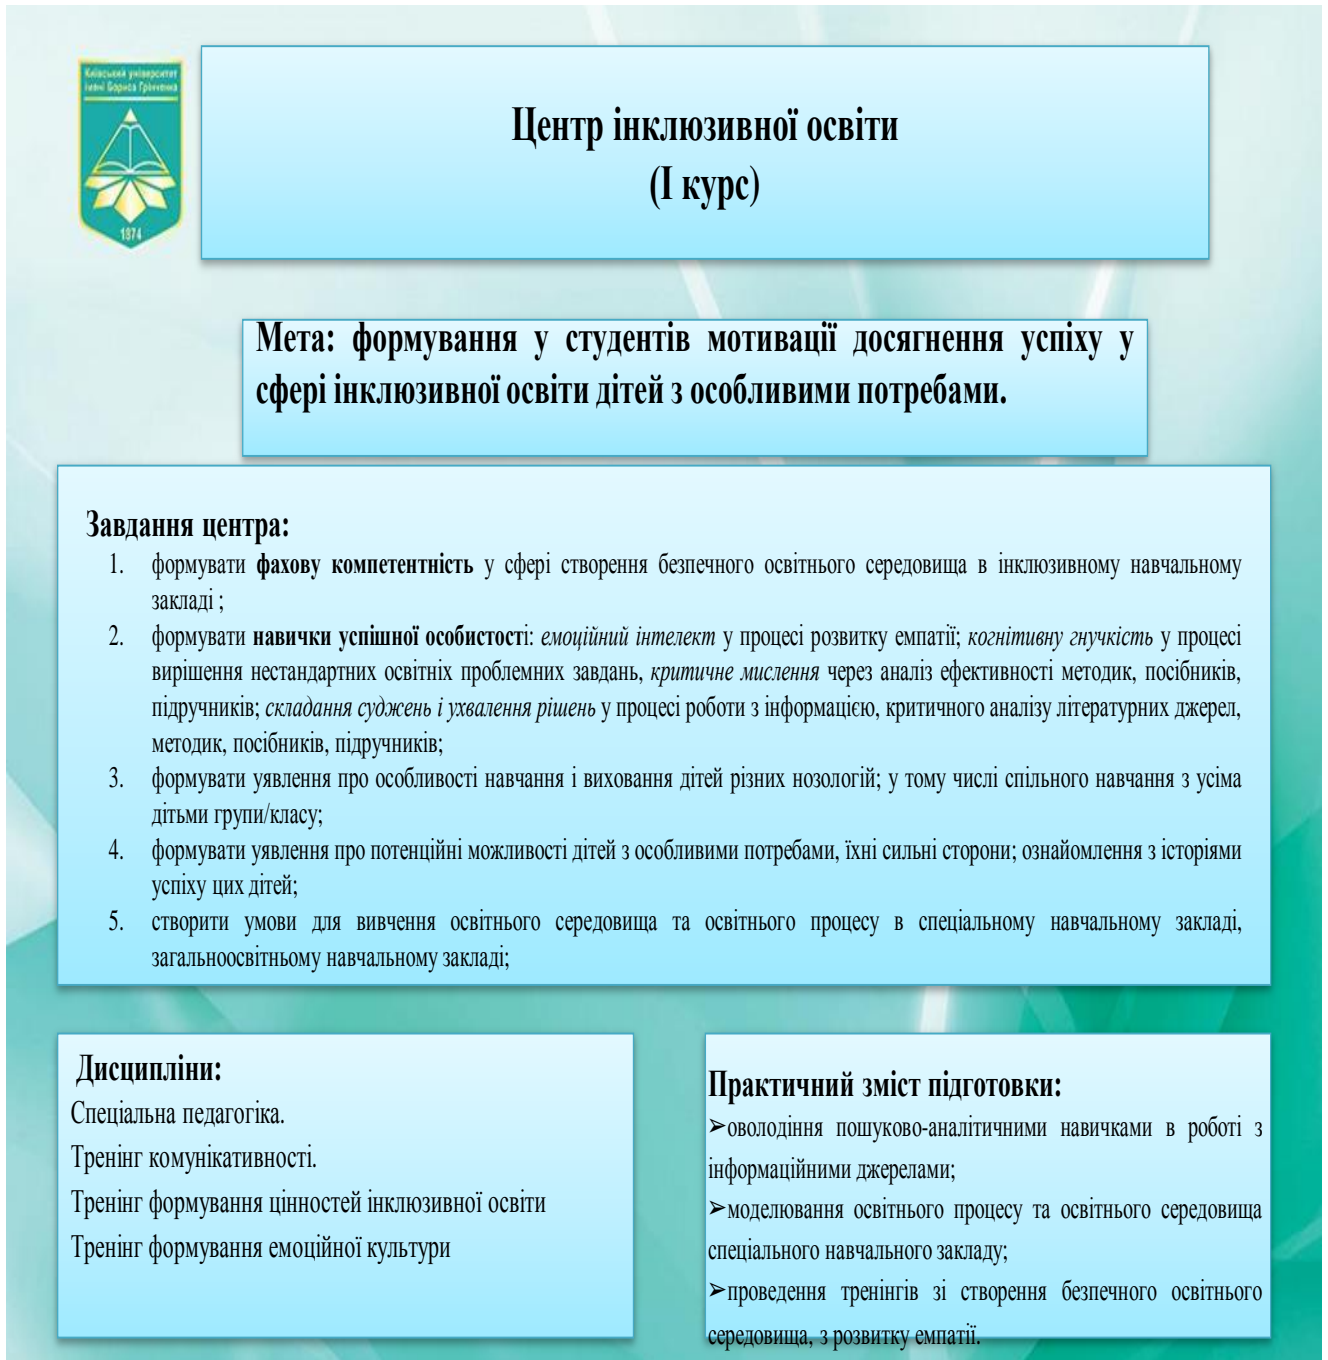 Київський університет
імені Бориса Грінченка
1874
Центр інклюзивної освіти
(І курс)
Мета: формування у студентів мотивації досягнення успіху у
сфері інклюзивної освіти дітей з особливими потребами.
Завдання центра:
1. формувати фахову компетентність у сфері створення безпечного освітнього середовища в інклюзивному навчальному
закладі ;
2. формувати навички успішної особистості: емоційний інтелект у процесі розвитку емпатії; когнітивну гнучкість у процесі
вирішення нестандартних освітніх проблемних завдань, критичне мислення через аналіз ефективності методик, посібників,
підручників; складання суджень і ухвалення рішень у процесі роботи з інформацією, критичного аналізу літературних джерел,
методик, посібників, підручників;
3. формувати уявлення про особливості навчання і виховання дітей різних нозологій; у тому числі спільного навчання з усіма
дітьми групи/класу;
4. формувати уявлення про потенційні можливості дітей з особливими потребами, їхні сильні сторони; ознайомлення з історіями
успіху цих дітей;
5. створити умови для вивчення освітнього середовища та освітнього процесу в спеціальному навчальному закладі,
загальноосвітньому навчальному закладі;
Дисципліни:
Спеціальна педагогіка.
Тренінг комунікативності.
Тренінг формування цінностей інклюзивної освіти
Тренінг формування емоційної культури
Практичний зміст підготовки:
➢оволодіння пошуково-аналітичними навичками в роботі з
інформаційними джерелами;
➢моделювання освітнього процесу та освітнього середовища
спеціального навчального закладу;
➢проведення тренінгів зі створення безпечного освітнього
середовища, з розвитку емпатії.